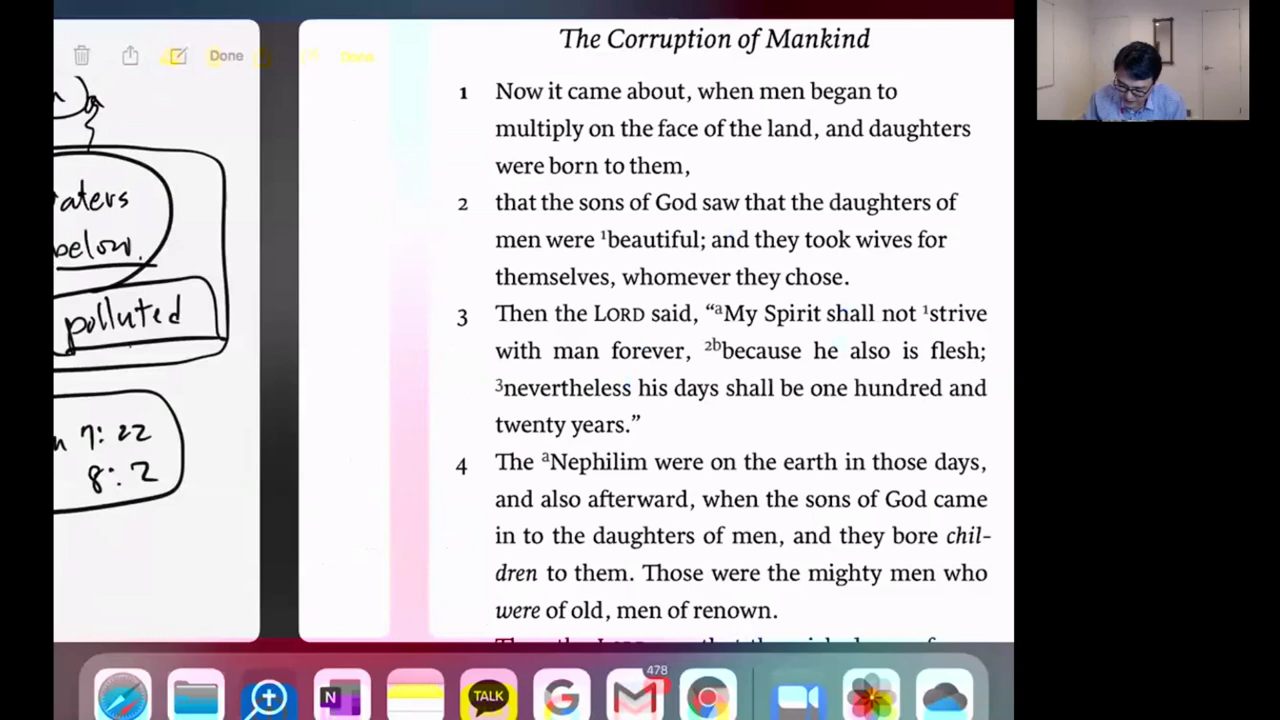 Done
Done
aters
below.
polluted
7:22
8:2
The Corruption of Mankind
1 Now it came about, when men began to
multiply on the face of the land, and daughters
were born to them,
2 that the sons of God saw that the daughters of
men were ¹beautiful; and they took wives for
themselves, whomever they chose.
3 Then the LORD said, “ᵃMy Spirit shall not ¹strive
with man forever, ²ᵇbecause he also is flesh;
³nevertheless his days shall be one hundred and
twenty years.”
4 The ᵃNephilim were on the earth in those days,
and also afterward, when the sons of God came
in to the daughters of men, and they bore chil-
dren to them. Those were the mighty men who
were of old, men of renown.
N
TALK
G
478